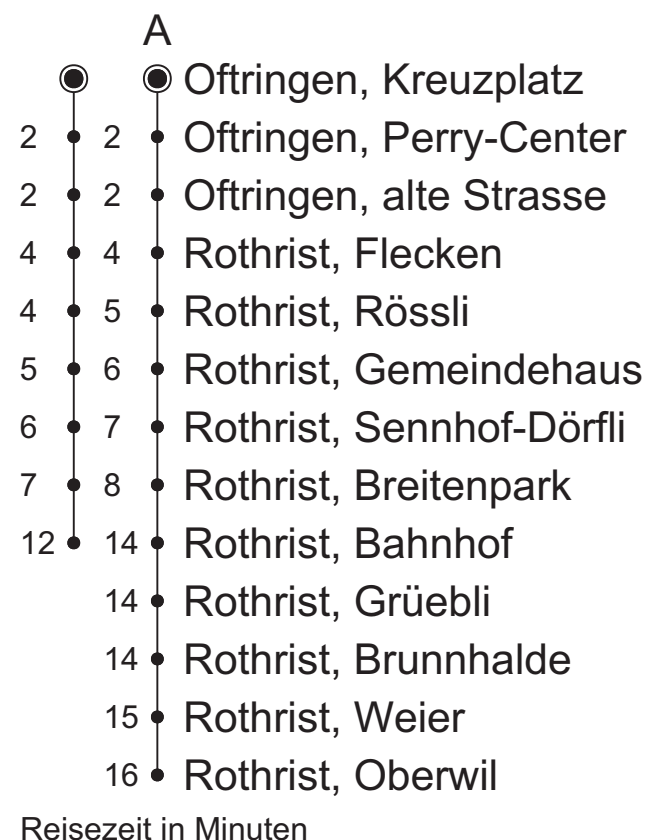 A
Oftringen, Kreuzplatz
2 2 Oftringen, Perry-Center
2 2 Oftringen, alte Strasse
4 4 Rothrist, Flecken
4 5 Rothrist, Rössli
5 6 Rothrist, Gemeindehaus
6 7 Rothrist, Sennhof-Dörfli
7 8 Rothrist, Breitenpark
12 14 Rothrist, Bahnhof
14 Rothrist, Grüebli
14 Rothrist, Brunnhalde
15 Rothrist, Weier
16 Rothrist, Oberwil
Reisezeit in Minuten